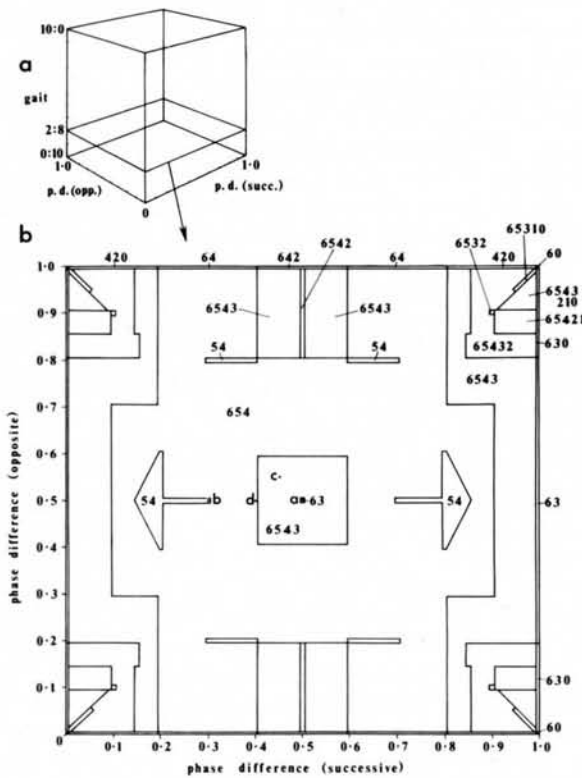 a
10:0
gait
2:8
0:10
1·0
p.d.(opp.)
0
p.d.(succ.)
1·0
b
420 64 642 6542 64 6532 420 65310 60
1·0
6543 6543 6543
210
0·9
65421
54 54 65432 630
0·8
6543
0·7
654
0·6
c
54 b d a 63 54 63
0·5
6543
0·4
0·3
0·2
630
0·1
60
0
0·1 0·2 0·3 0·4 0·5 0·6 0·7 0·8 0·9 1·0
phase difference (opposite)
phase difference (successive)